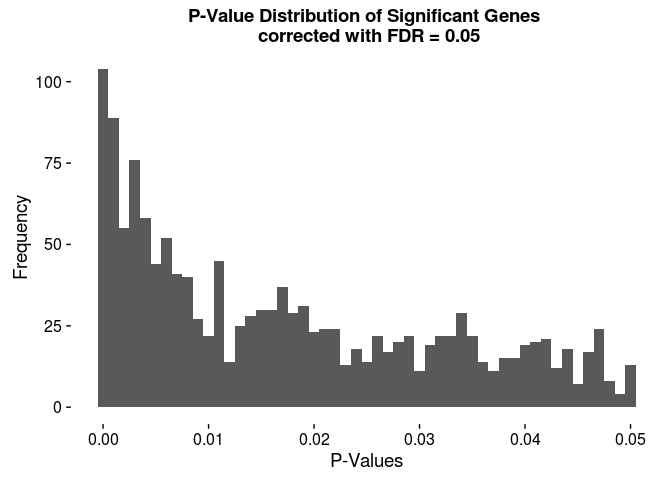 P-Value Distribution of Significant Genes
corrected with FDR = 0.05
100
75
50
25
0
Frequency
0.00 0.01 0.02 0.03 0.04 0.05
P-Values